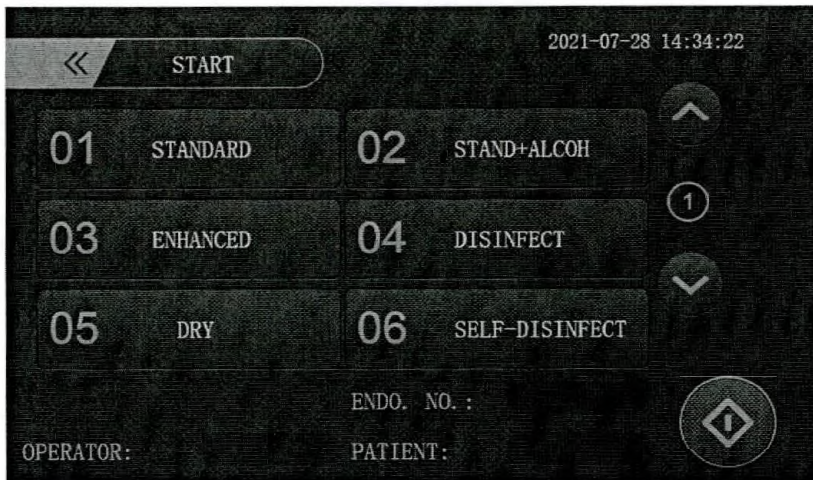 « START
2021-07-28 14:34:22
01 STANDARD
02 STAND+ALCOH
03 ENHANCED
04 DISINFECT
05 DRY
06 SELF-DISINFECT
1
ENDO. NO.:
OPERATOR:
PATIENT: